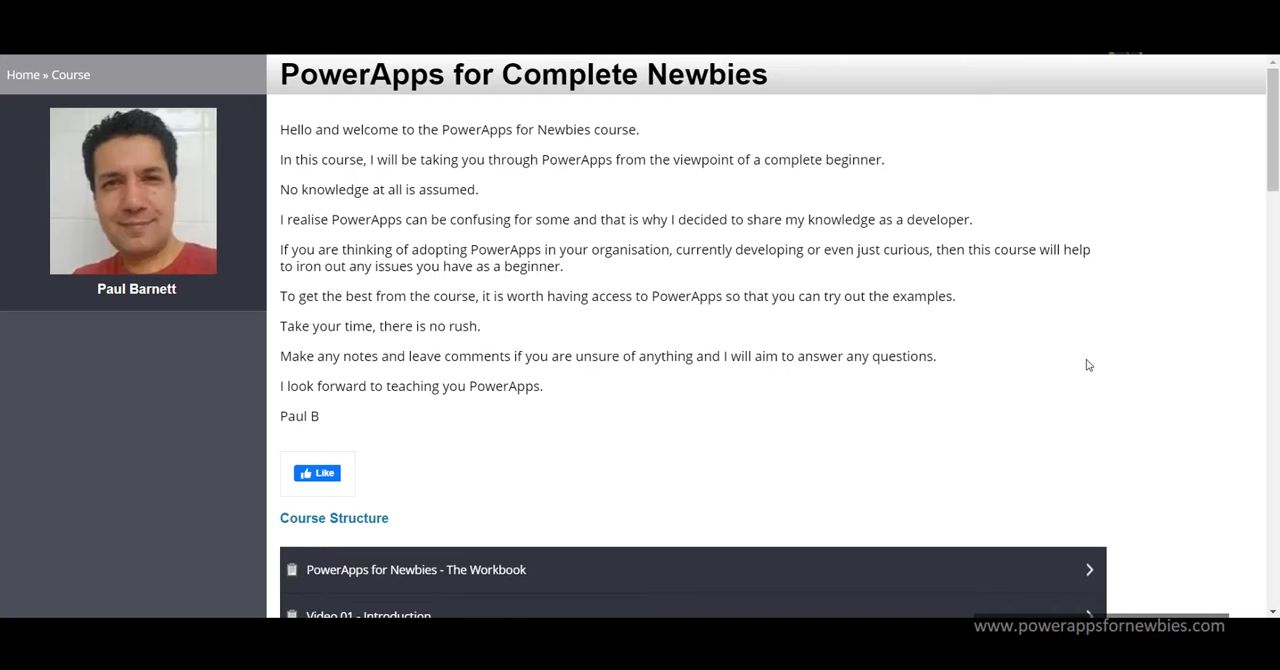 Home » Course
PowerApps for Complete Newbies
Paul Barnett
Hello and welcome to the PowerApps for Newbies course.
In this course, I will be taking you through PowerApps from the viewpoint of a complete beginner.
No knowledge at all is assumed.
I realise PowerApps can be confusing for some and that is why I decided to share my knowledge as a developer.
If you are thinking of adopting PowerApps in your organisation, currently developing or even just curious, then this course will help
to iron out any issues you have as a beginner.
To get the best from the course, it is worth having access to PowerApps so that you can try out the examples.
Take your time, there is no rush.
Make any notes and leave comments if you are unsure of anything and I will aim to answer any questions.
I look forward to teaching you PowerApps.
Paul B
Like
Course Structure
PowerApps for Newbies - The Workbook
Video 01 - Introduction
www.powerappsfornewbies.com